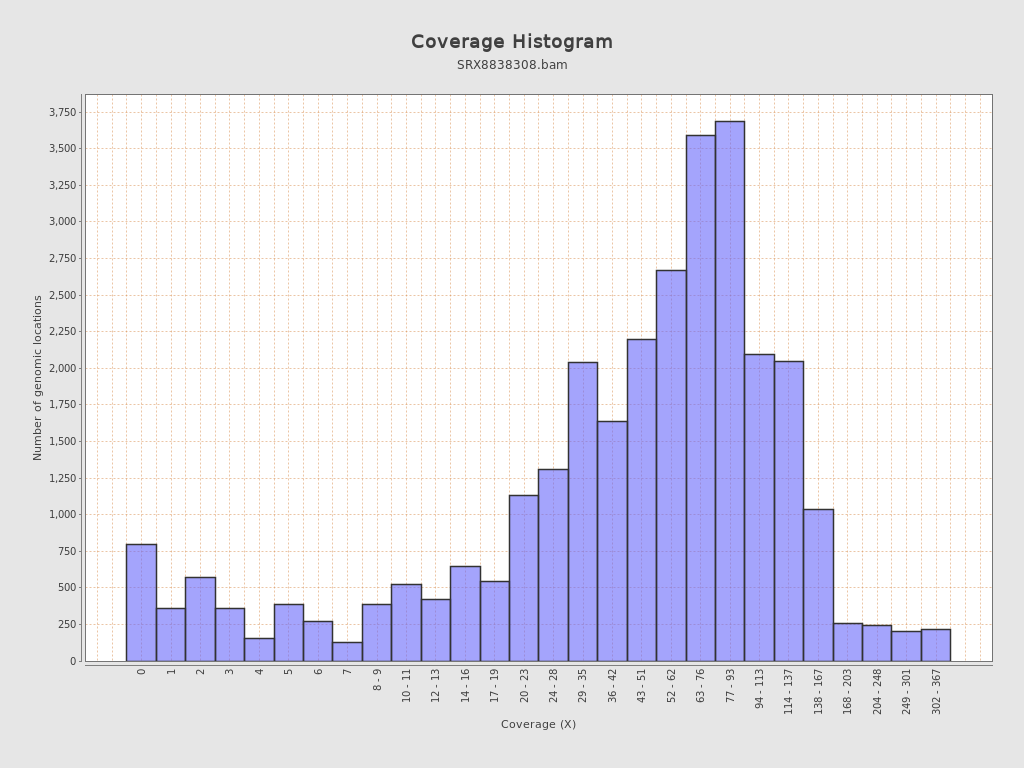 Coverage Histogram
SRX8838308.bam
Number of genomic locations
3,750
3,500
3,250
3,000
2,750
2,500
2,250
2,000
1,750
1,500
1,250
1,000
750
500
250
0
0
1
2
3
4
5
6
7
8 - 9
10 - 11
12 - 13
14 - 16
17 - 19
20 - 23
24 - 28
29 - 35
36 - 42
43 - 51
52 - 62
63 - 76
77 - 93
94 - 113
114 - 137
138 - 167
168 - 203
204 - 248
249 - 301
302 - 367
Coverage (X)